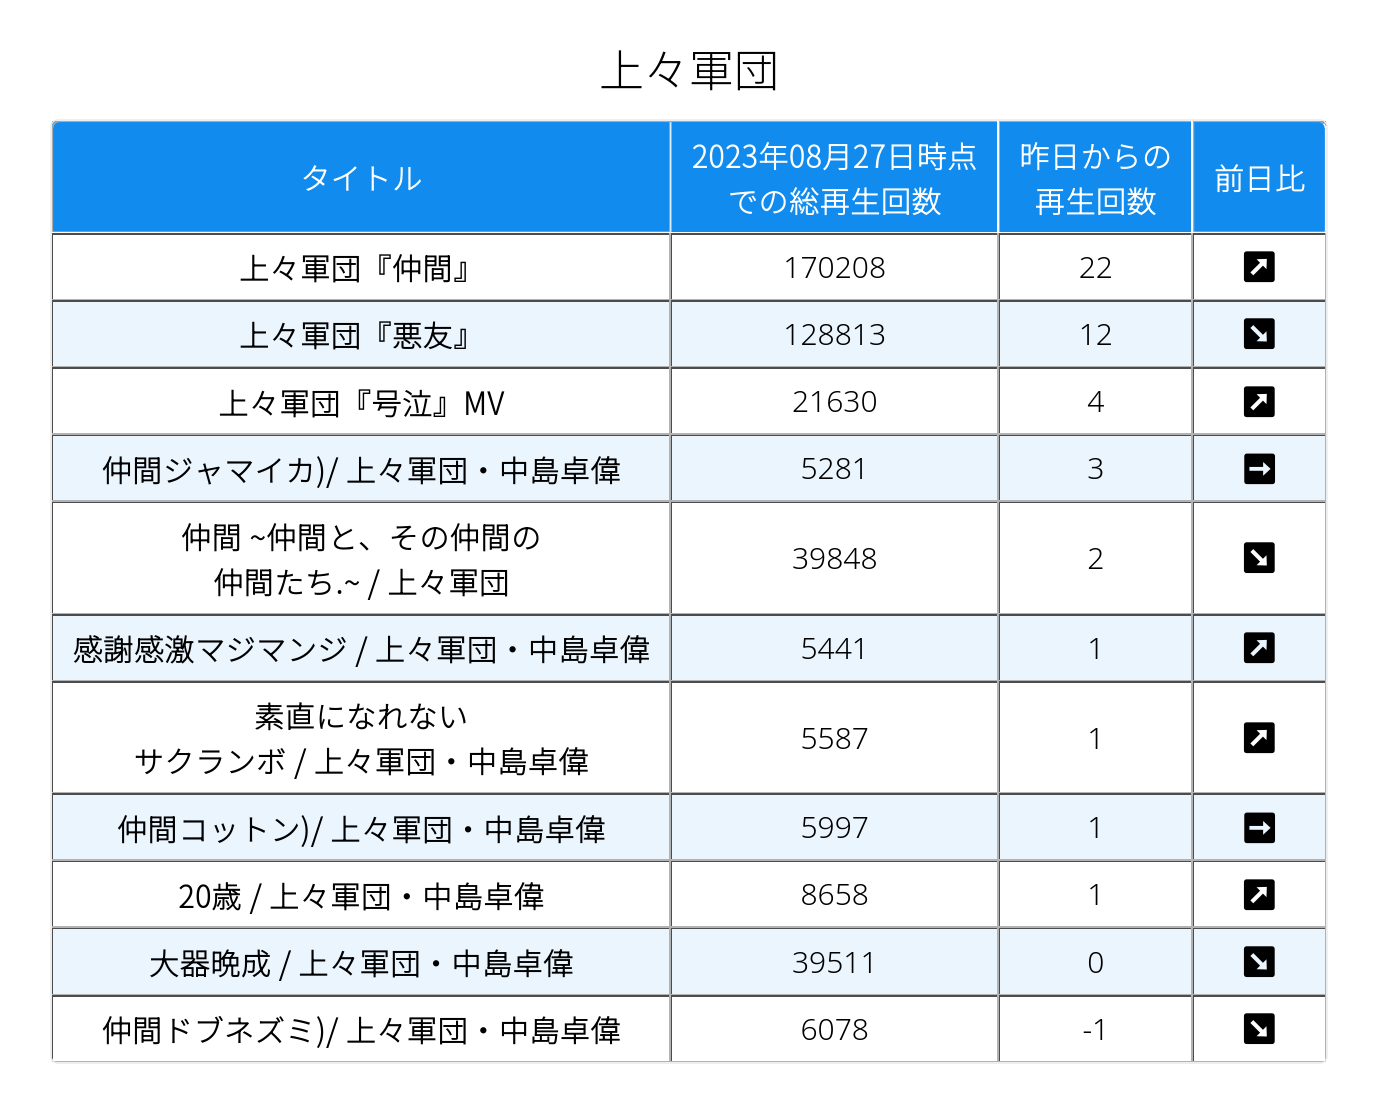 上々軍団
タイトル
2023年08月27日時点
での総再生回数
昨日からの
再生回数
前日比
上々軍団『仲間』
170208
22
上々軍団『悪友』
128813
12
上々軍団『号泣』MV
21630
4
仲間ジャマイカ)/ 上々軍団・中島卓偉
5281
3
仲間 ~仲間と、その仲間の
仲間たち.~ / 上々軍団
39848
2
感謝感激マジマンジ / 上々軍団・中島卓偉
5441
1
素直になれない
サクランボ / 上々軍団・中島卓偉
5587
1
仲間コットン)/ 上々軍団・中島卓偉
5997
1
20歳 / 上々軍団・中島卓偉
8658
1
大器晩成 / 上々軍団・中島卓偉
39511
0
仲間ドブネズミ)/ 上々軍団・中島卓偉
6078
-1